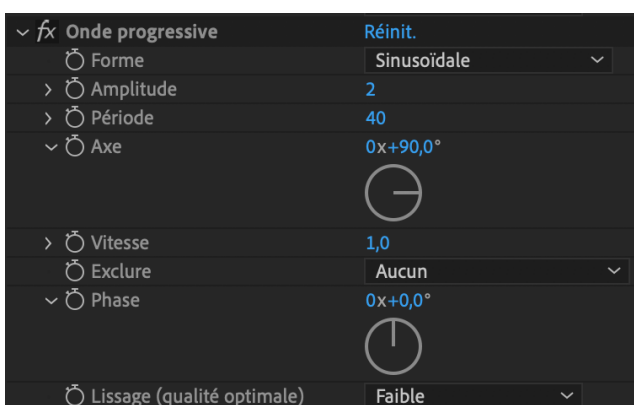 fx Onde progressive Réinit.
Forme Sinusoïdale
Amplitude 2
Période 40
Axe 0x+90,0°
Vitesse 1,0
Exclure Aucun
Phase 0x+0,0°
Lissage (qualité optimale) Faible